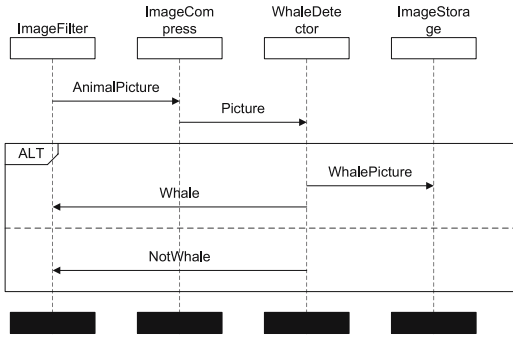 ImageFilter
ImageCom
press
WhaleDete
ctor
ImageStora
ge
AnimalPicture
Picture
ALT
WhalePicture
Whale
NotWhale